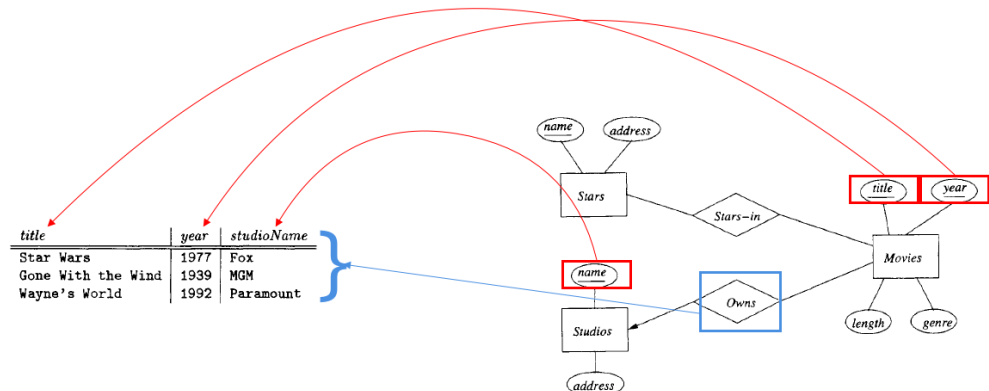 name
address
title
year
Stars
Stars-in
title year studioName
Star Wars 1977 Fox
Gone With the Wind 1939 MGM
Wayne's World 1992 Paramount
name
Movies
Owns
Studios
length
genre
address